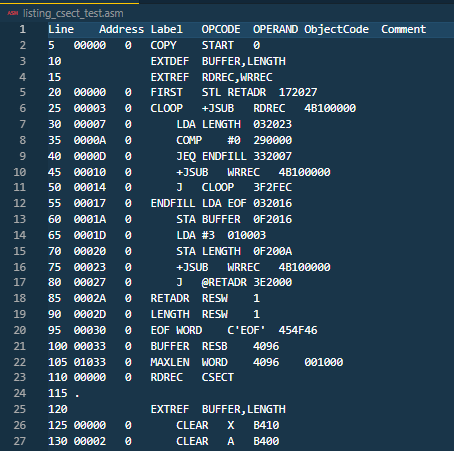 ASM listing_csect_test.asm
1 Line Address Label OPCODE OPERAND ObjectCode Comment
2 5 00000 0 COPY START 0
3 10 EXTDEF BUFFER,LENGTH
4 15 EXTREF RDREC,WRREC
5 20 00000 0 FIRST STL RETADR 172027
6 25 00003 0 CLOOP +JSUB RDREC 4B100000
7 30 00007 0 LDA LENGTH 032023
8 35 0000A 0 COMP #0 290000
9 40 0000D 0 JEQ ENDFILL 332007
10 45 00010 0 +JSUB WRREC 4B100000
11 50 00014 0 J CLOOP 3F2FEC
12 55 00017 0 ENDFILL LDA EOF 032016
13 60 0001A 0 STA BUFFER 0F2016
14 65 0001D 0 LDA #3 010003
15 70 00020 0 STA LENGTH 0F200A
16 75 00023 0 +JSUB WRREC 4B100000
17 80 00027 0 J @RETADR 3E2000
18 85 0002A 0 RETADR RESW 1
19 90 0002D 0 LENGTH RESW 1
20 95 00030 0 EOF WORD C'EOF' 454F46
21 100 00033 0 BUFFER RESB 4096
22 105 01033 0 MAXLEN WORD 4096 001000
23 110 00000 0 RDREC CSECT
24 115 .
25 120 EXTREF BUFFER,LENGTH
26 125 00000 0 CLEAR X B410
27 130 00002 0 CLEAR A B400